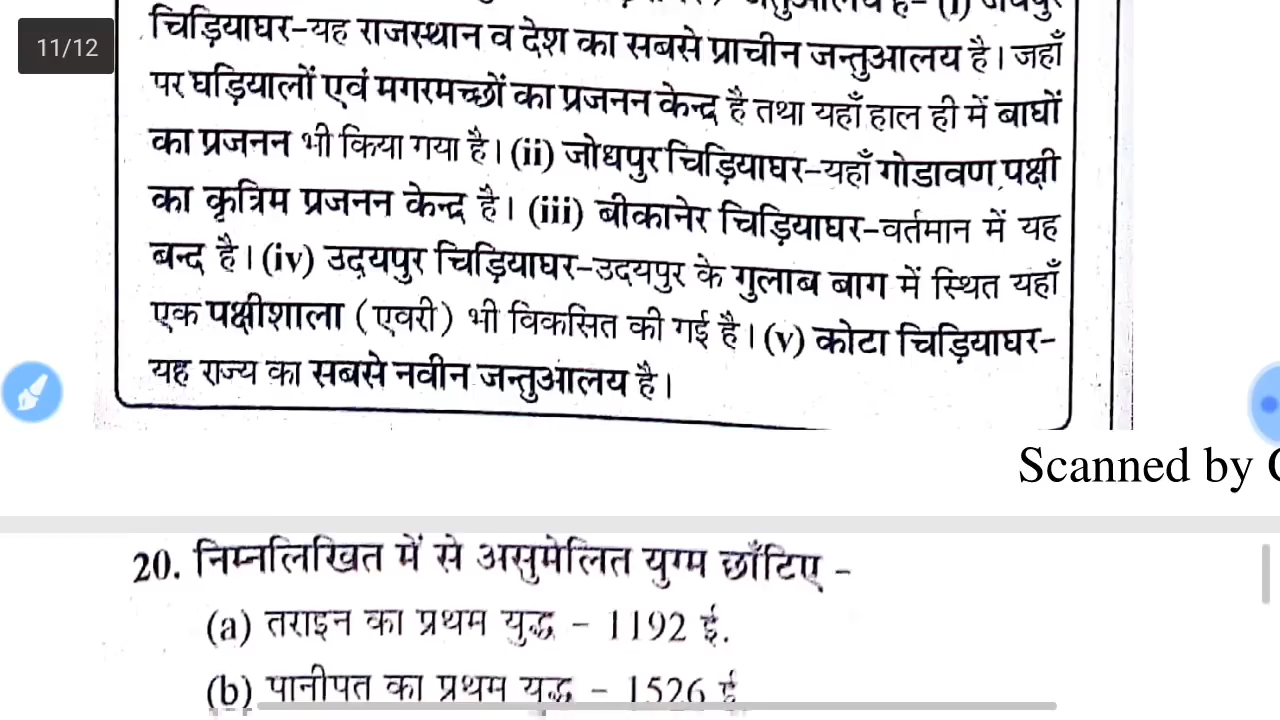 जन्तुआलय है- (i) जयपुर
11/12
चिड़ियाघर-यह राजस्थान व देश का सबसे प्राचीन जन्तुआलय है। जहाँ
पर घड़ियालों एवं मगरमच्छों का प्रजनन केन्द्र है तथा यहाँ हाल ही में बाघों
का प्रजनन भी किया गया है। (ii) जोधपुर चिड़ियाघर-यहाँ गोडावण पक्षी
का कृत्रिम प्रजनन केन्द्र है। (iii) बीकानेर चिड़ियाघर-वर्तमान में यह
बन्द है। (iv) उदयपुर चिड़ियाघर-उदयपुर के गुलाब बाग में स्थित यहाँ
एक पक्षीशाला (एवरी) भी विकसित की गई है। (v) कोटा चिड़ियाघर-
यह राज्य का सबसे नवीन जन्तुआलय है।
Scanned by
20. निम्नलिखित में से असुमेलित युग्म छाँटिए -
(a) तराइन का प्रथम युद्ध - 1192 ई.
(b) पानीपत का प्रथम युद्ध - 1526 ई